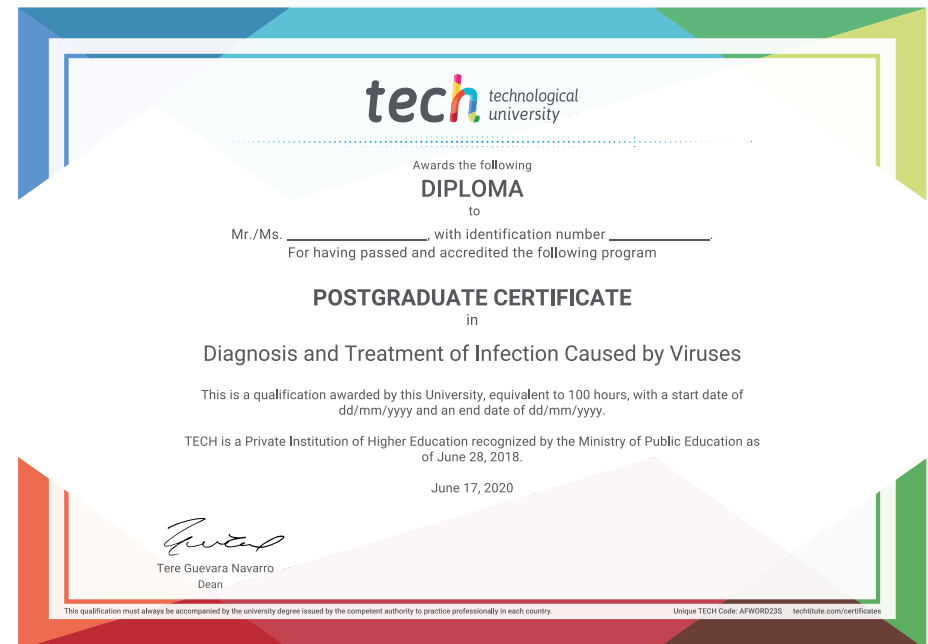 tech technological
university
Awards the following
DIPLOMA
to
Mr./Ms. ____________________, with identification number ______________.
For having passed and accredited the following program
POSTGRADUATE CERTIFICATE
in
Diagnosis and Treatment of Infection Caused by Viruses
This is a qualification awarded by this University, equivalent to 100 hours, with a start date of
dd/mm/yyyy and an end date of dd/mm/yyyy.
TECH is a Private Institution of Higher Education recognized by the Ministry of Public Education as
of June 28, 2018.
June 17, 2020
Tere Guevara Navarro
Dean
This qualification must always be accompanied by the university degree issued by the competent authority to practice professionally in each country.
Unique TECH Code: AFWORD23S techtitute.com/certificates